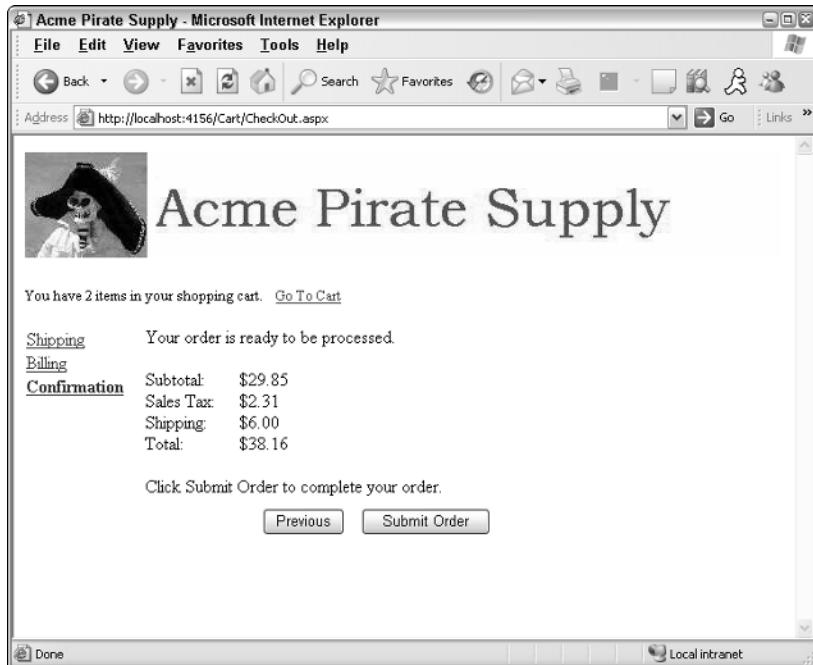 Acme Pirate Supply - Microsoft Internet Explorer
File Edit View Favorites Tools Help
Back Search Favorites
Address http://localhost:4156/Cart/CheckOut.aspx Go Links »
Acme Pirate Supply
You have 2 items in your shopping cart. Go To Cart
Shipping
Billing
Confirmation
Your order is ready to be processed.
Subtotal: $29.85
Sales Tax: $2.31
Shipping: $6.00
Total: $38.16
Click Submit Order to complete your order.
Previous Submit Order
Done Local intranet